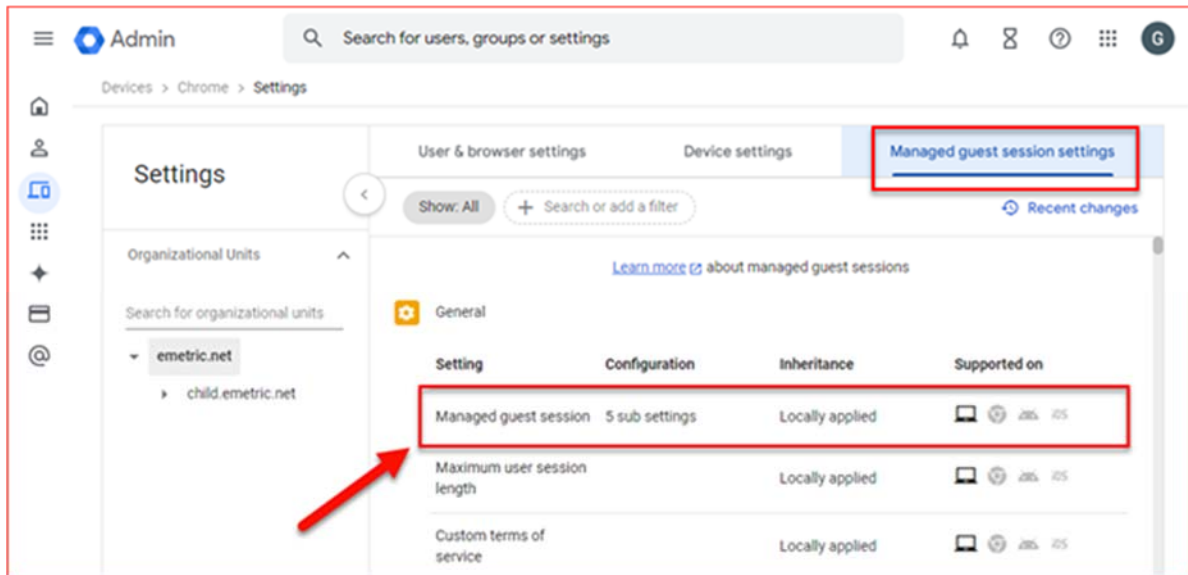 Admin
Search for users, groups or settings
G
Devices > Chrome > Settings
Settings
Organizational Units
Search for organizational units
emetric.net
child.emetric.net
User & browser settings
Device settings
Managed guest session settings
Show: All
+ Search or add a filter
Recent changes
Learn more about managed guest sessions
General
Setting Configuration Inheritance Supported on
Managed guest session 5 sub settings Locally applied iOS
Maximum user session
length
Locally applied iOS
Custom terms of
service
Locally applied iOS